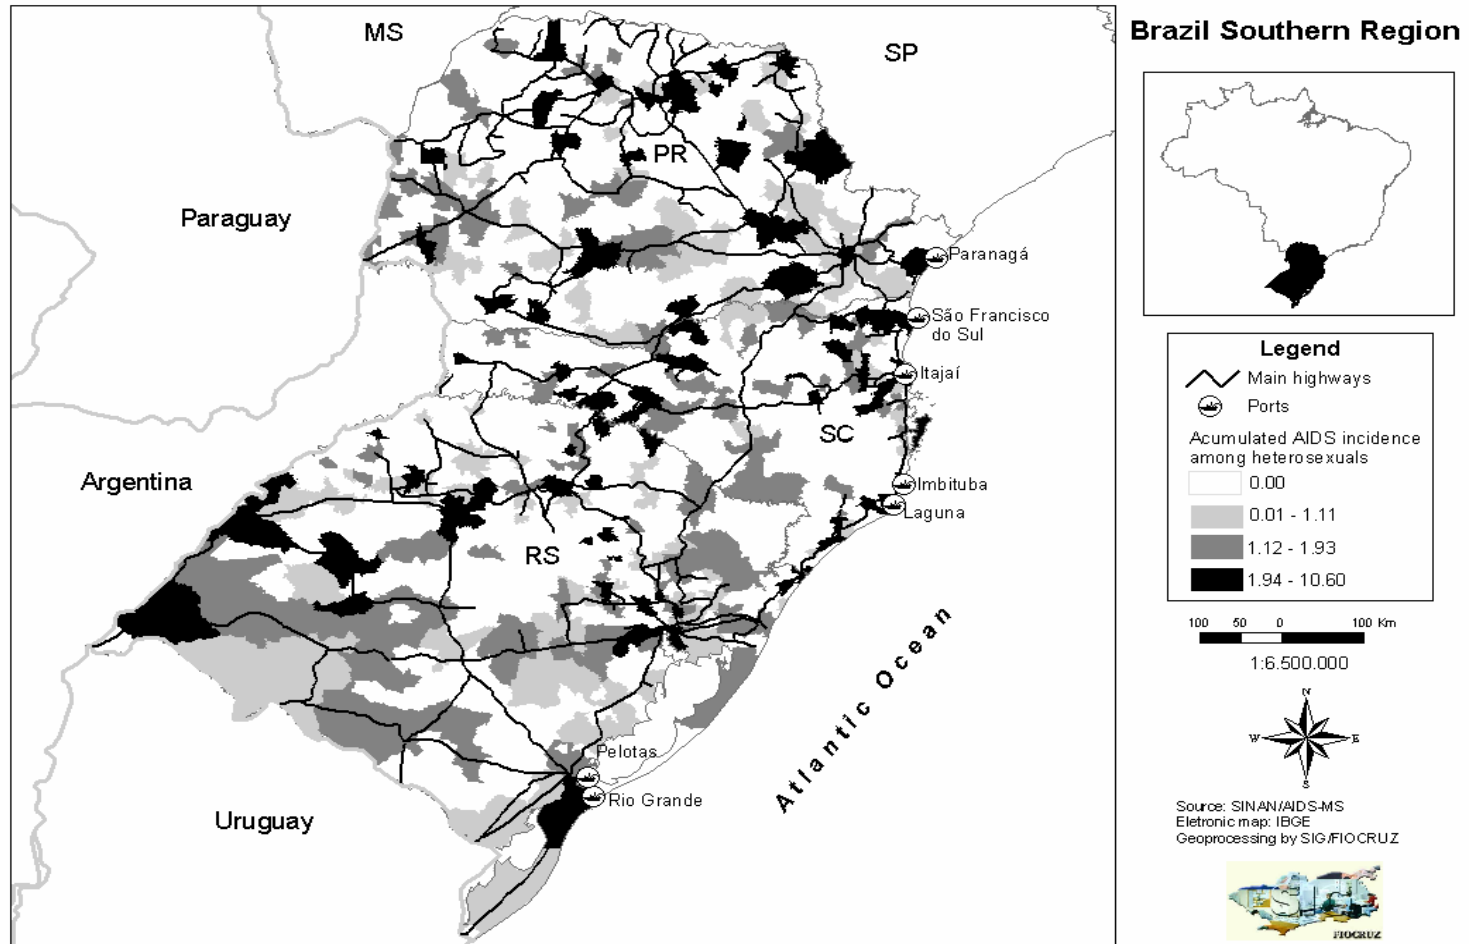 MS
SP
Brazil Southern Region
PR
Paraguay
Paranagá
São Francisco
do Sul
Itajaí
SC
Argentina
Imbituba
Laguna
RS
Atlantic Ocean
Pelotas
Rio Grande
Uruguay
Legend
Main highways
Ports
Acumulated AIDS incidence
among heterosexuals
0.00
0.01 - 1.11
1.12 - 1.93
1.94 - 10.60
100 50 0 100 Km
1:6.500.000
N
W E
S
Source: SINAN/AIDS-MS
Eletronic map: IBGE
Geoprocessing by SIG/FIOCRUZ
FIOCRUZ